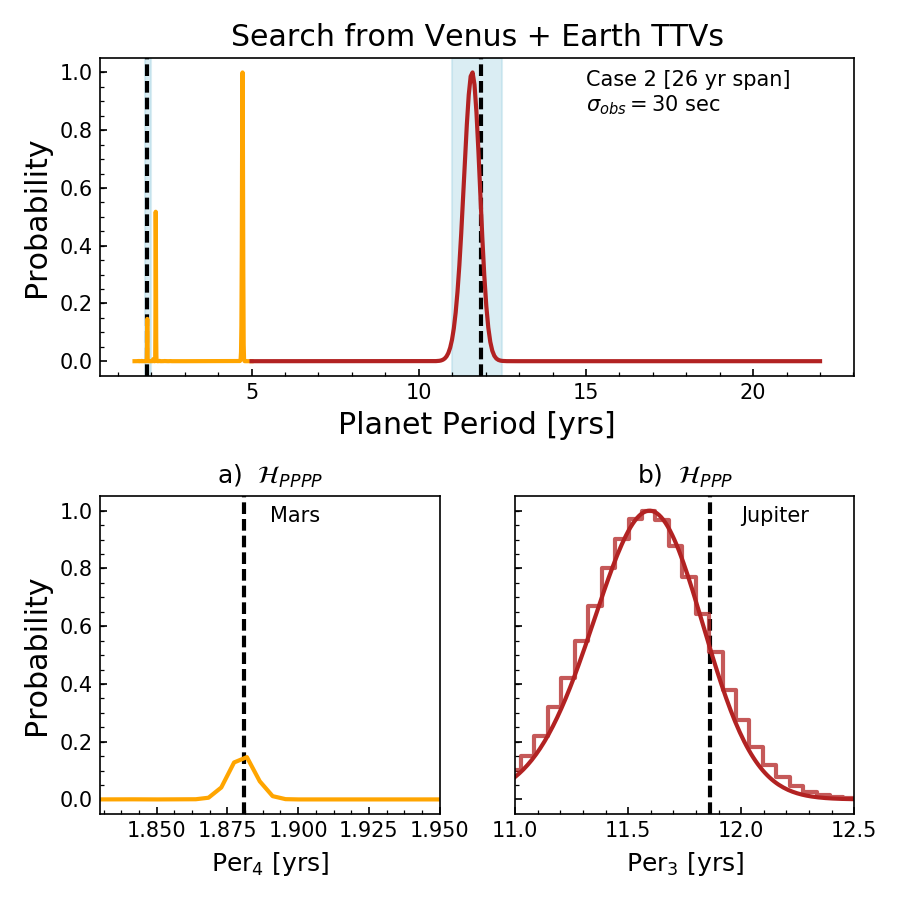 Search from Venus + Earth TTVs
Case 2 [26 yr span]
σ_obs = 30 sec
Probability
1.0
0.8
0.6
0.4
0.2
0.0
5 10 15 20
Planet Period [yrs]
a) ℋ_PPPP
Mars
Probability
1.0
0.8
0.6
0.4
0.2
0.0
1.850 1.875 1.900 1.925 1.950
Per_4 [yrs]
b) ℋ_PPP
Jupiter
11.0 11.5 12.0 12.5
Per_3 [yrs]